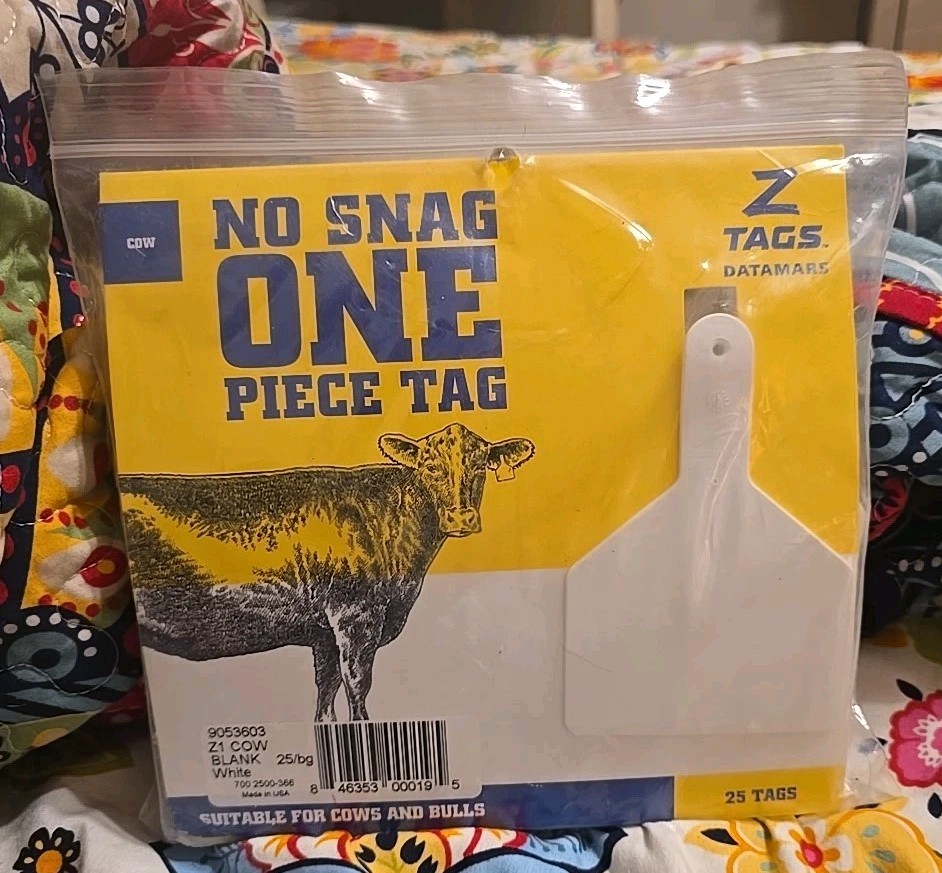 COW
NO SNAG
ONE
PIECE TAG
Z
TAGS™
DATAMARS
9053603
Z1 COW
BLANK 25/bg
White
700 2500-366
Made in USA
8 46353 00019 5
SUITABLE FOR COWS AND BULLS
25 TAGS